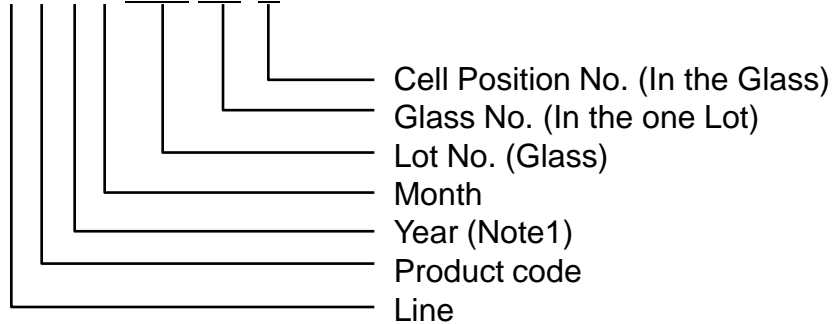 Cell Position No. (In the Glass)
Glass No. (In the one Lot)
Lot No. (Glass)
Month
Year (Note1)
Product code
Line